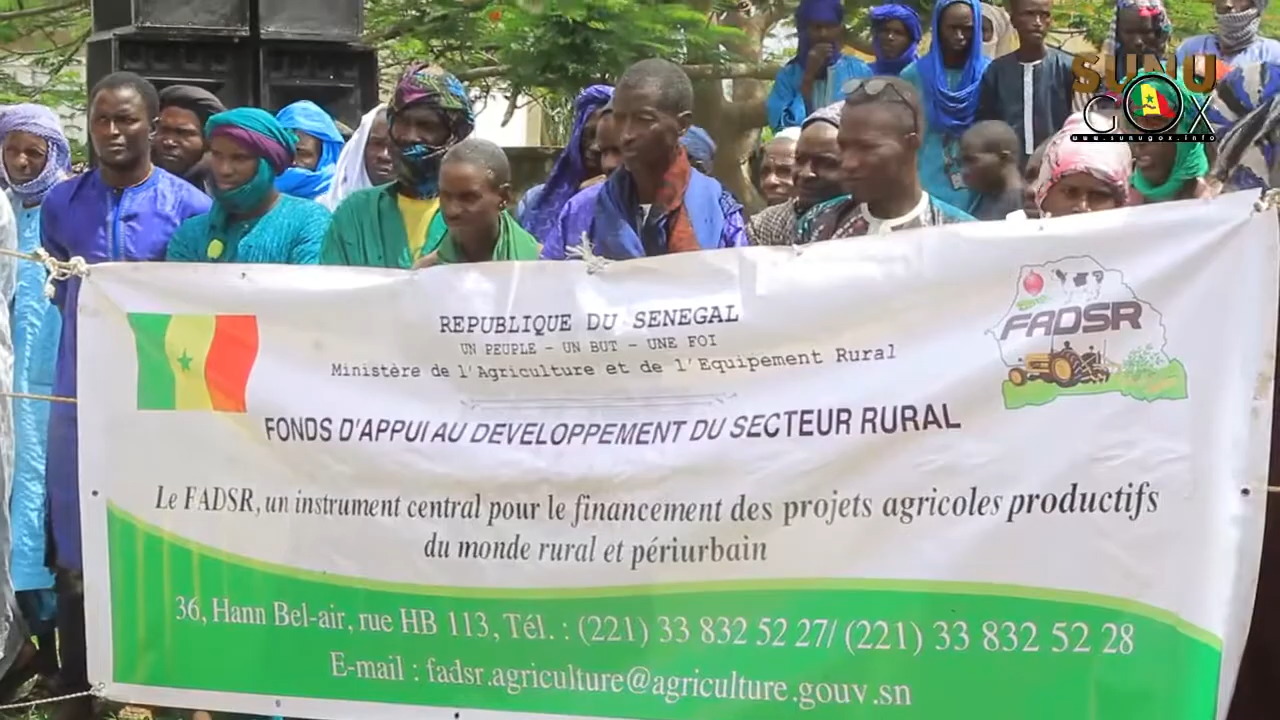 SUNU
GOX
www.sunugox.info
REPUBLIQUE DU SENEGAL
UN PEUPLE - UN BUT - UNE FOI
Ministère de l'Agriculture et de l'Equipement Rural
FADSR
FONDS D'APPUI AU DEVELOPPEMENT DU SECTEUR RURAL
Le FADSR, un instrument central pour le financement des projets agricoles productifs
du monde rural et périurbain
36, Hann Bel-air, rue HB 113, Tél. : (221) 33 832 52 27/ (221) 33 832 52 28
E-mail : fadsr.agriculture@agriculture.gouv.sn